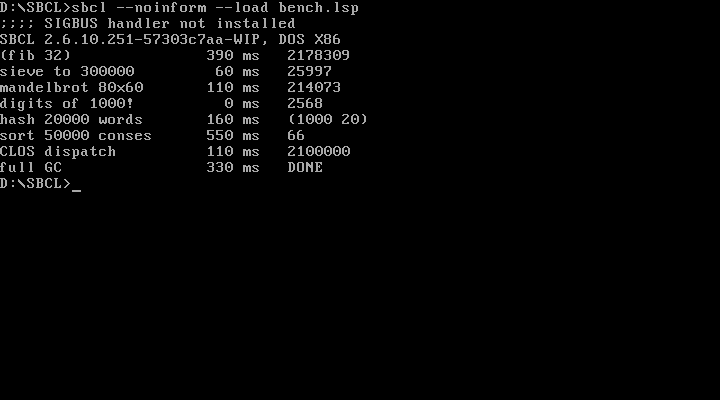 D:\SBCL>sbcl --noinform --load bench.lsp
;;;; SIGBUS handler not installed
SBCL 2.6.10.251-57303c7aa-WIP, DOS X86
(fib 32)               390 ms   2178309
sieve to 300000         60 ms   25997
mandelbrot 80x60       110 ms   214073
digits of 1000!          0 ms   2568
hash 20000 words       160 ms   (1000 20)
sort 50000 conses      550 ms   66
CLOS dispatch          110 ms   2100000
full GC                330 ms   DONE
D:\SBCL>_